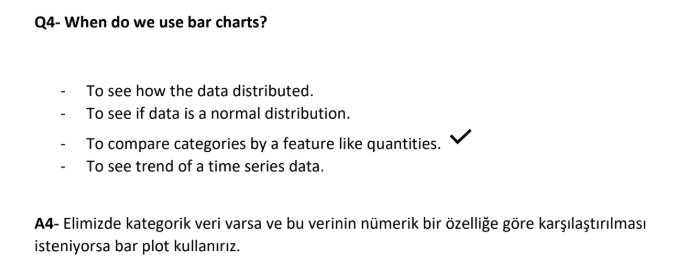 Q4- When do we use bar charts?
- To see how the data distributed.
- To see if data is a normal distribution.
- To compare categories by a feature like quantities. ✓
- To see trend of a time series data.
A4- Elimizde kategorik veri varsa ve bu verinin nümerik bir özelliğe göre karşılaştırılması
isteniyorsa bar plot kullanırız.